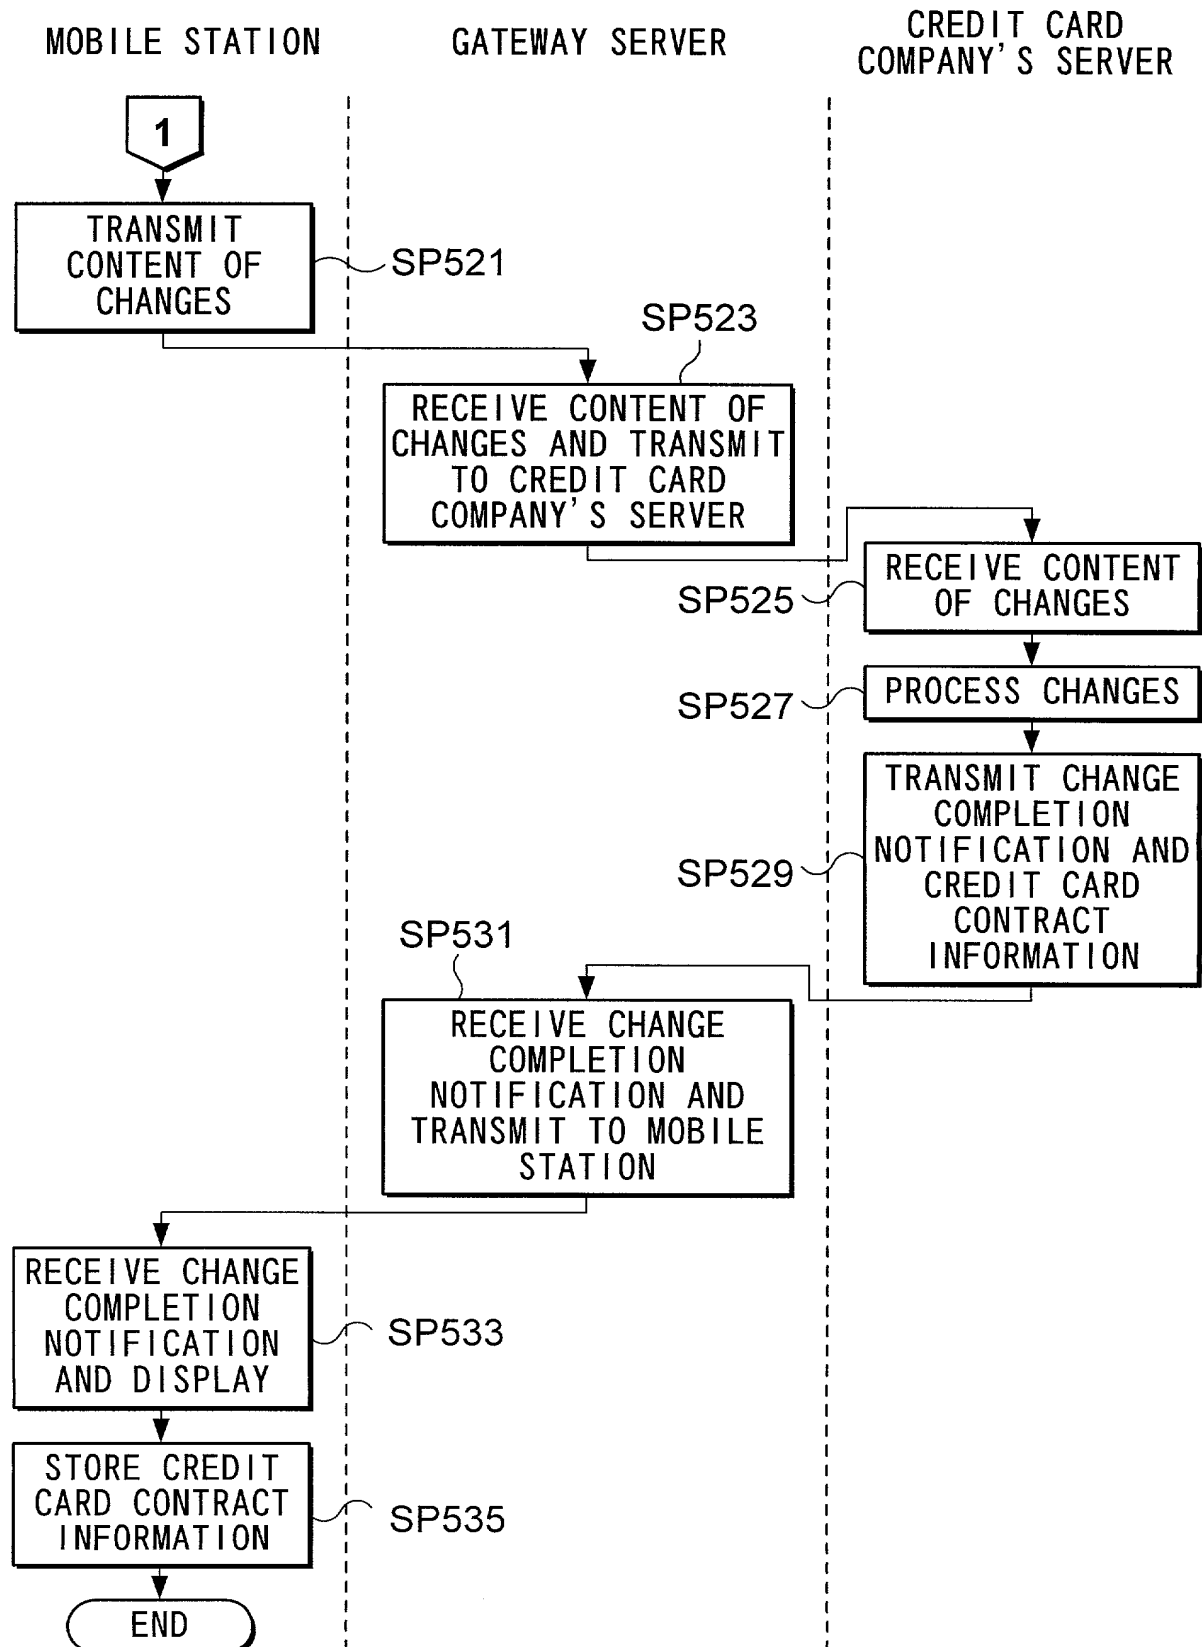 MOBILE STATION
GATEWAY SERVER
CREDIT CARD
COMPANY'S SERVER
1
TRANSMIT
CONTENT OF
CHANGES
SP521
SP523
RECEIVE CONTENT OF
CHANGES AND TRANSMIT
TO CREDIT CARD
COMPANY'S SERVER
RECEIVE CONTENT
OF CHANGES
SP525
PROCESS CHANGES
SP527
TRANSMIT CHANGE
COMPLETION
NOTIFICATION AND
CREDIT CARD
CONTRACT
INFORMATION
SP529
SP531
RECEIVE CHANGE
COMPLETION
NOTIFICATION AND
TRANSMIT TO MOBILE
STATION
RECEIVE CHANGE
COMPLETION
NOTIFICATION
AND DISPLAY
SP533
STORE CREDIT
CARD CONTRACT
INFORMATION
SP535
END